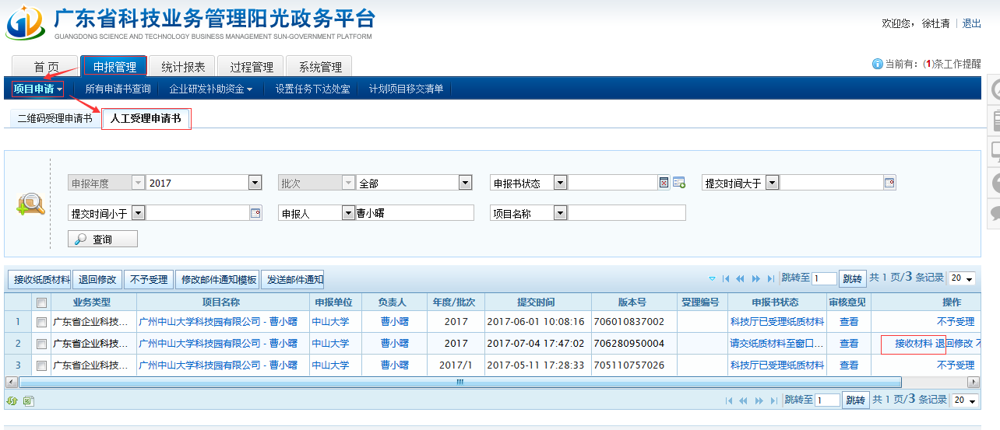 广东省科技业务管理阳光政务平台
GUANGDONG SCIENCE AND TECHNOLOGY BUSINESS MANAGEMENT SUN-GOVERNMENT PLATFORM
欢迎您， 徐牡清 | 退出
首 页 申报管理 统计报表 过程管理 系统管理
当前有：(1)条工作提醒
项目申请 所有申请书查询 企业研发补助资金 设置任务下达处室 计划项目移交清单
二维码受理申请书 人工受理申请书
申报年度 2017 批次 全部 申报书状态 提交时间大于
提交时间小于 申报人 曹小曙 项目名称
查询
接收纸质材料 退回修改 不予受理 修改邮件通知模板 发送邮件通知 跳转至 1 跳转 共 1 页/3 条记录 20
业务类型 项目名称 申报单位 负责人 年度/批次 提交时间 版本号 受理编号 申报书状态 审核意见 操作
1 广东省企业科技... 广州中山大学科技园有限公司 - 曹小曙 中山大学 曹小曙 2017 2017-06-01 10:08:16 706010837002 科技厅已受理纸质材料 查看 不予受理
2 广东省企业科技... 广州中山大学科技园有限公司 - 曹小曙 中山大学 曹小曙 2017 2017-07-04 17:47:02 706280950004 请交纸质材料至窗口... 查看 接收材料 退回修改 不
3 广东省企业科技... 广州中山大学科技园有限公司 - 曹小曙 中山大学 曹小曙 2017/1 2017-05-11 17:28:33 705110757026 科技厅已受理纸质材料 查看 不予受理
跳转至 1 跳转 共 1 页/3 条记录 20